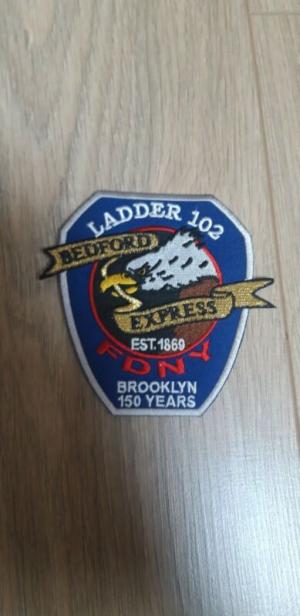 LADDER 102
BEDFORD
EXPRESS
EST.1869
FDNY
BROOKLYN
150 YEARS